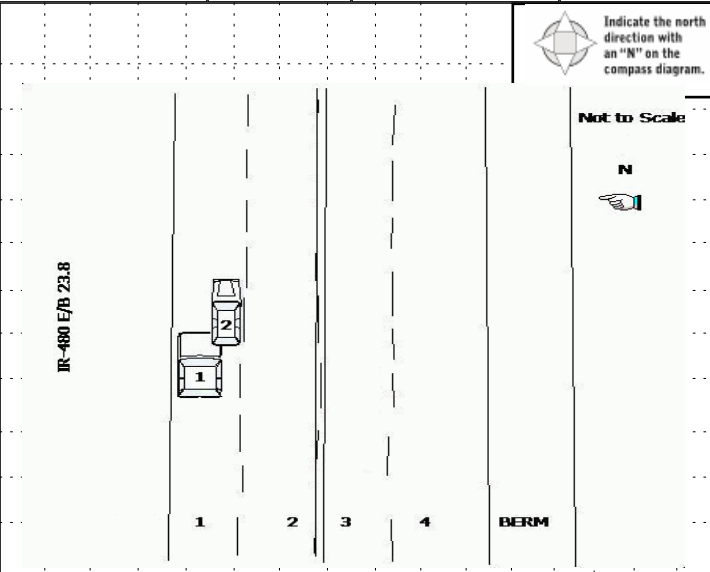 Indicate the north
direction with
an “N” on the
compass diagram.
Not to Scale
N
IR-480 E/B 23.8
2
1
1 2 3 4 BERM